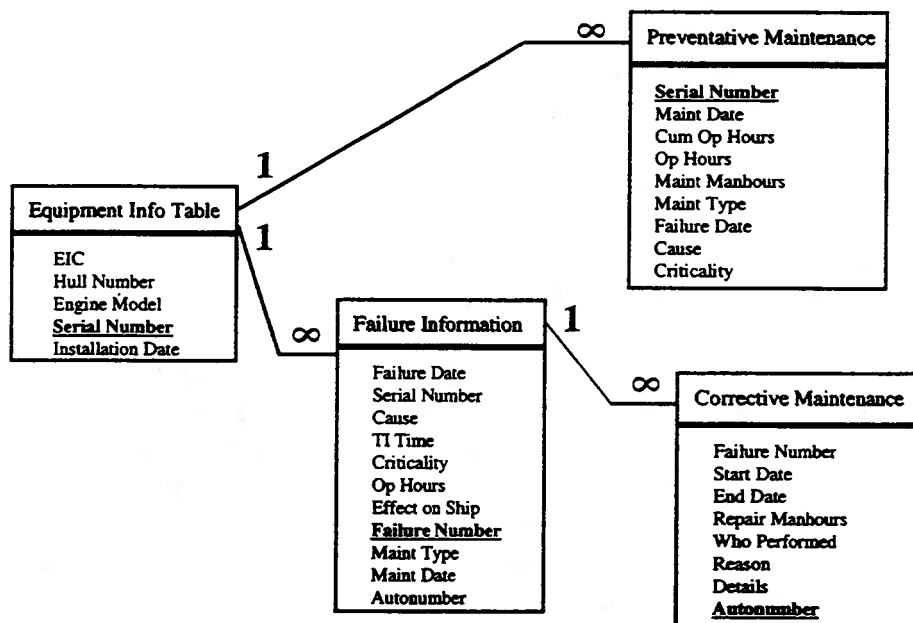 ∞
Preventative Maintenance
Serial Number
Maint Date
Cum Op Hours
Op Hours
Maint Manhours
Maint Type
Failure Date
Cause
Criticality
1
Equipment Info Table
1
EIC
Hull Number
Engine Model
Serial Number
Installation Date
∞
Failure Information
1
Failure Date
Serial Number
Cause
TI Time
Criticality
Op Hours
Effect on Ship
Failure Number
Maint Type
Maint Date
Autonumber
∞
Corrective Maintenance
Failure Number
Start Date
End Date
Repair Manhours
Who Performed
Reason
Details
Autonumber